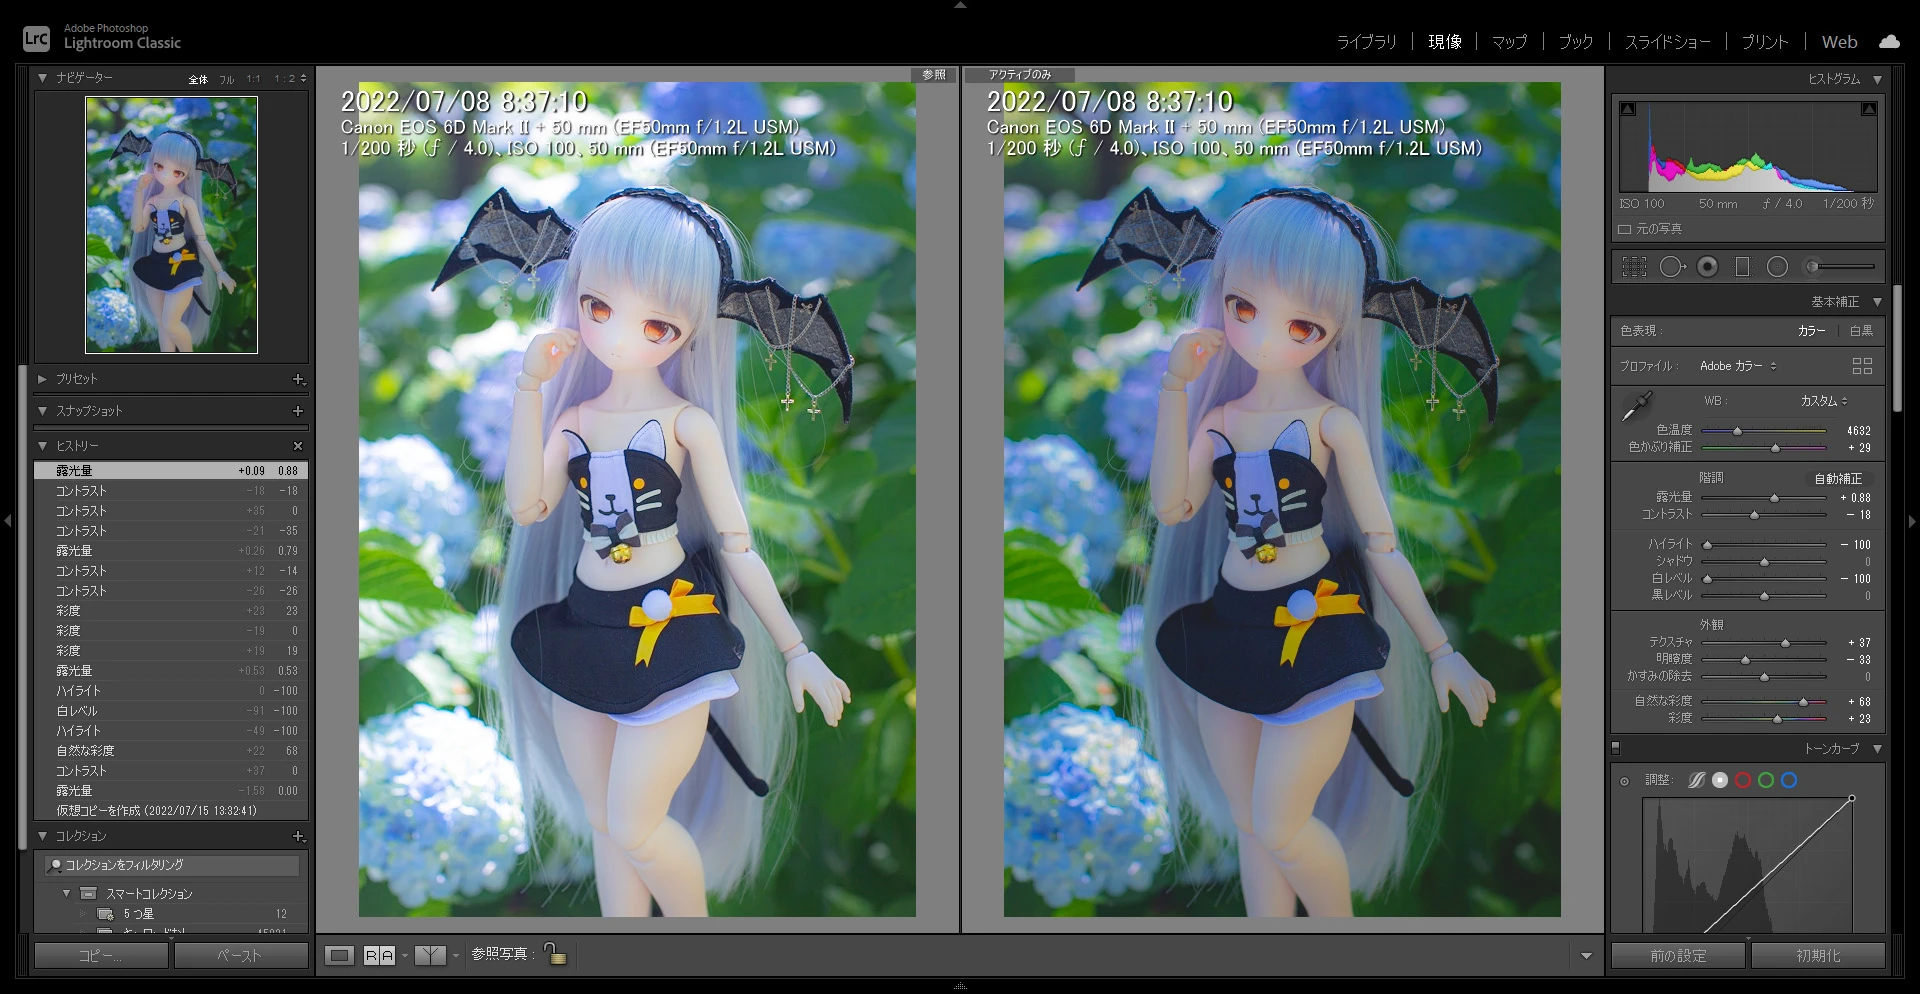 Adobe Photoshop
LrC Lightroom Classic
ライブラリ 現像 マップ ブック スライドショー プリント Web
ナビゲーター 全体 フル 1:1 1:2
プリセット
スナップショット
ヒストリー
露光量 +0.09 0.88
コントラスト -18 -18
コントラスト +35 0
コントラスト -21 -35
露光量 +0.26 0.79
コントラスト +12 -14
コントラスト -26 -26
彩度 +23 23
彩度 -19 0
彩度 +19 19
露光量 +0.53 0.53
ハイライト 0 -100
白レベル -91 -100
ハイライト -49 -100
自然な彩度 +22 68
コントラスト +37 0
露光量 -1.58 0.00
仮想コピーを作成 (2022/07/15 13:32:41)
コレクション
コレクションをフィルタリング
スマートコレクション
5 つ星 12
コピー... ペースト
参照
2022/07/08 8:37:10
Canon EOS 6D Mark II + 50 mm (EF50mm f/1.2L USM)
1/200 秒 (ƒ / 4.0)、ISO 100、50 mm (EF50mm f/1.2L USM)
アクティブのみ
2022/07/08 8:37:10
Canon EOS 6D Mark II + 50 mm (EF50mm f/1.2L USM)
1/200 秒 (ƒ / 4.0)、ISO 100、50 mm (EF50mm f/1.2L USM)
R A 参照写真 :
ヒストグラム
ISO 100 50 mm ƒ / 4.0 1/200 秒
元の写真
基本補正
色表現 : カラー 白黒
プロファイル : Adobe カラー
WB : カスタム
色温度 4632
色かぶり補正 + 29
階調 自動補正
露光量 + 0.88
コントラスト - 18
ハイライト - 100
シャドウ 0
白レベル - 100
黒レベル 0
外観
テクスチャ + 37
明瞭度 - 33
かすみの除去 0
自然な彩度 + 68
彩度 + 23
トーンカーブ
調整:
前の設定 初期化